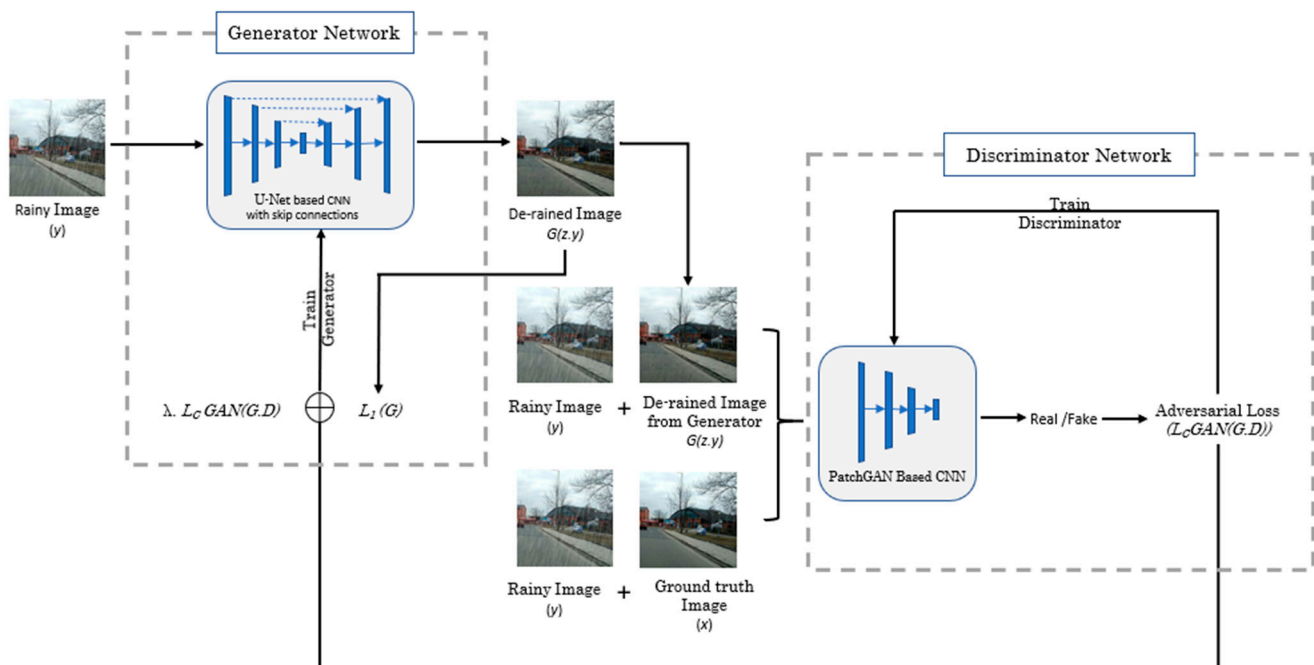 Generator Network
Rainy Image
(y)
U-Net based CNN
with skip connections
De-rained Image
G(z.y)
Train
Generator
λ. L_C GAN(G.D)
L_1 (G)
Rainy Image
(y)
+
De-rained Image
from Generator
G(z.y)
Rainy Image
(y)
+
Ground truth
Image
(x)
Discriminator Network
Train
Discriminator
PatchGAN Based CNN
Real /Fake
Adversarial Loss
(L_CGAN(G.D))